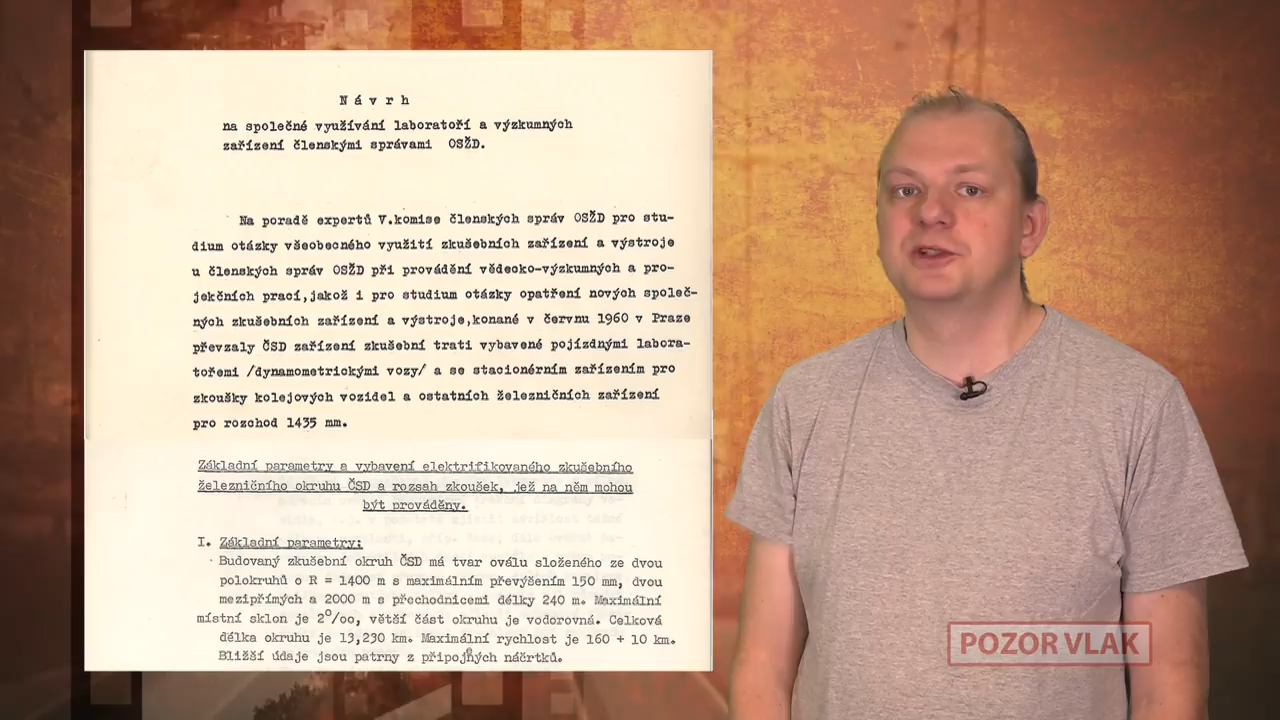 N á v r h
na společné využívání laboratoří a výzkumných
zařízení členskými správami OSŽD.
Na poradě expertů V.komise členských správ OSŽD pro stu-
dium otázky všeobecného využití zkušebních zařízení a výstroje
u členských správ OSŽD při provádění vědecko-výzkumných a pro-
jekčních prací,jakož i pro studium otázky opatření nových společ-
ných zkušebních zařízení a výstroje,konané v červnu 1960 v Praze
převzaly ČSD zařízení zkušební trati vybavené pojízdnými labora-
tořemi /dynamometrickými vozy/ a se stacionérním zařízením pro
zkoušky kolejových vozidel a ostatních železničních zařízení
pro rozchod 1435 mm.
Základní parametry a vybavení elektrifikovaného zkušebního
železničního okruhu ČSD a rozsah zkoušek, jež na něm mohou
být prováděny.
I. Základní parametry:
Budovaný zkušební okruh ČSD má tvar oválu složeného ze dvou
polokruhů o R = 1400 m s maximálním převýšením 150 mm, dvou
mezipřímých a 2000 m s přechodnicemi délky 240 m. Maximální
místní sklon je 2°/oo, větší část okruhu je vodorovná. Celková
délka okruhu je 13,230 km. Maximální rychlost je 160 + 10 km.
Bližší údaje jsou patrny z připojných náčrtků.
POZOR VLAK